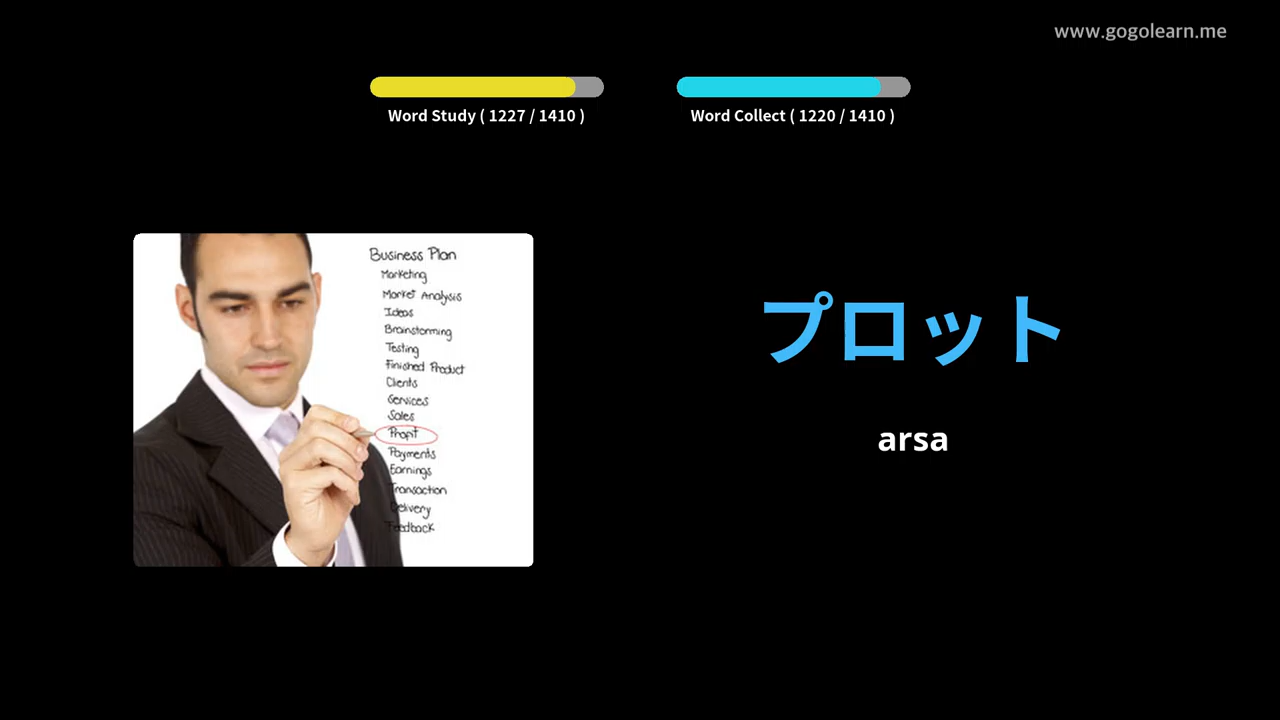 www.gogolearn.me
Word Study ( 1227 / 1410 )
Word Collect ( 1220 / 1410 )
Business Plan
Marketing
Market Analysis
Ideas
Brainstorming
Testing
Finished Product
Clients
Services
Sales
Profit
Payments
Earnings
Transaction
Delivery
Feedback
プロット
arsa